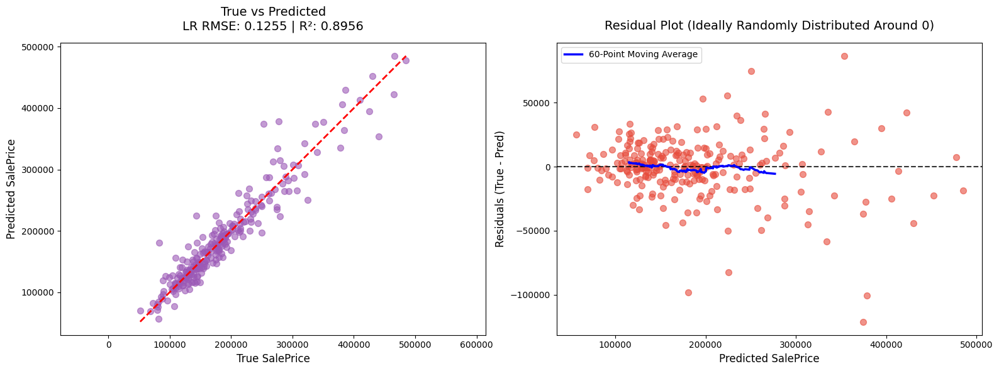 True vs Predicted
LR RMSE: 0.1255 | R²: 0.8956
500000
400000
300000
200000
100000
Predicted SalePrice
0
100000
200000
300000
400000
500000
600000
True SalePrice
Residual Plot (Ideally Randomly Distributed Around 0)
60-Point Moving Average
50000
0
−50000
−100000
Residuals (True - Pred)
100000
200000
300000
400000
500000
Predicted SalePrice